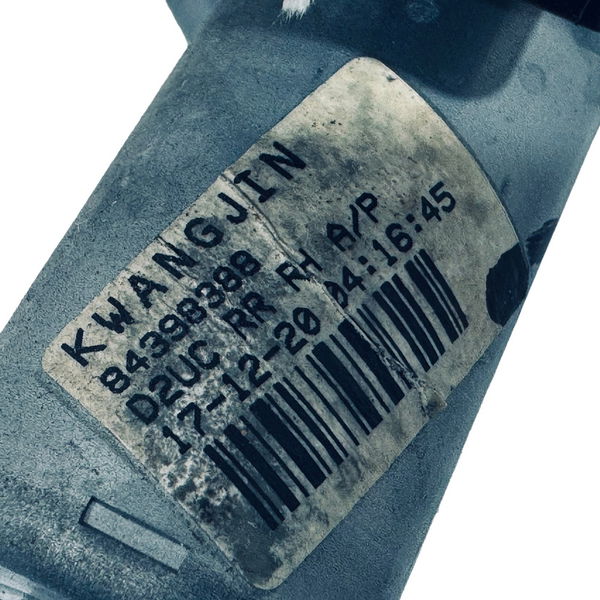 KWANGJIN
84398388
D2UC RR RH A/P
17-12-20 04:16:45